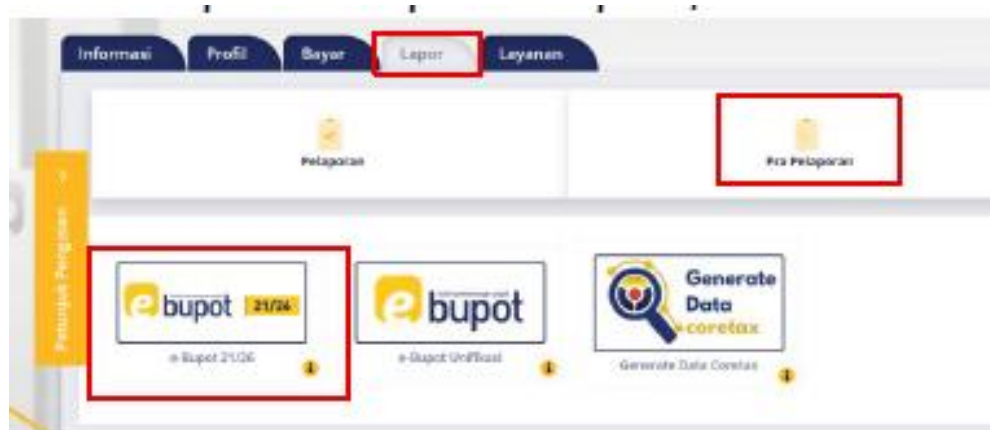 Informasi Profil Bayar Lapor Layanan
Pelaporan
Pra Pelaporan
Petunjuk Pengisian
e bupot 21/26
e bupot
Generate
Data
coretax
e-Bupot 21/26
e-Bupot Unifikasi
Generate Data Coretax